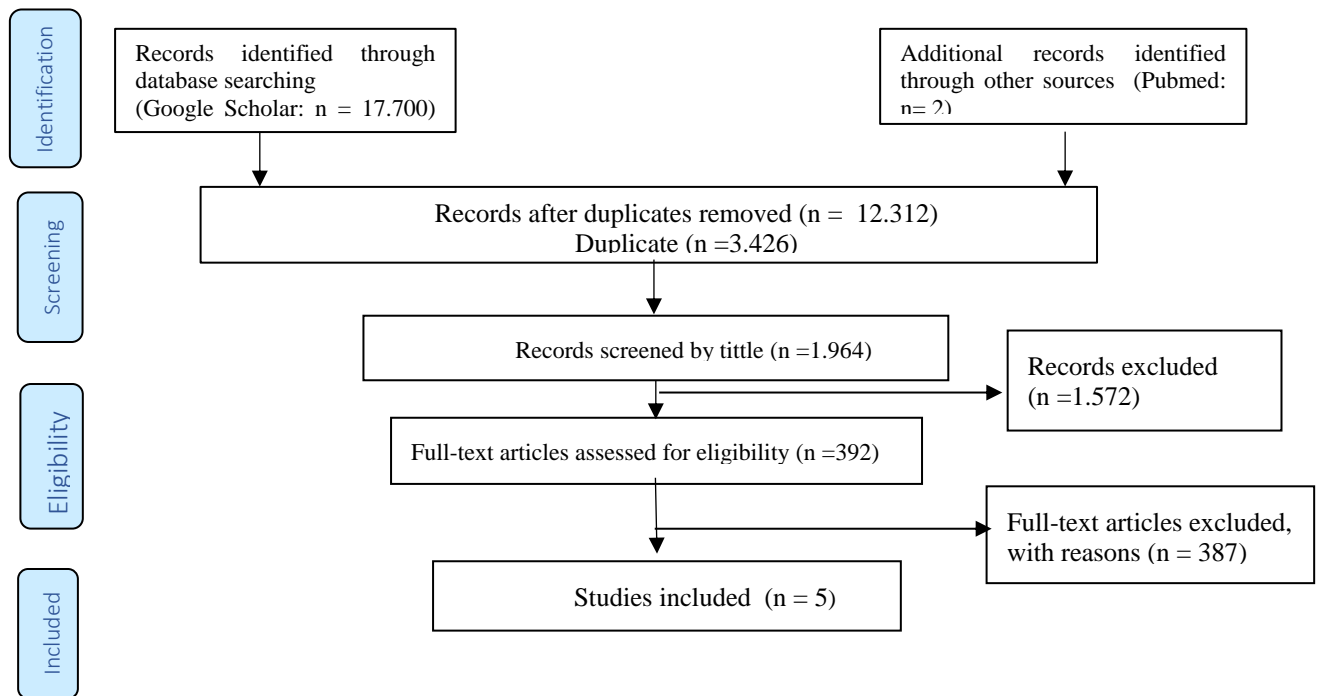 Identification
Records identified through
database searching
(Google Scholar: n = 17.700)
Additional records identified
through other sources (Pubmed:
n= 2)
Screening
Records after duplicates removed (n = 12.312)
Duplicate (n =3.426)
Records screened by tittle (n =1.964)
Records excluded
(n =1.572)
Eligibility
Full-text articles assessed for eligibility (n =392)
Full-text articles excluded,
with reasons (n = 387)
Included
Studies included (n = 5)